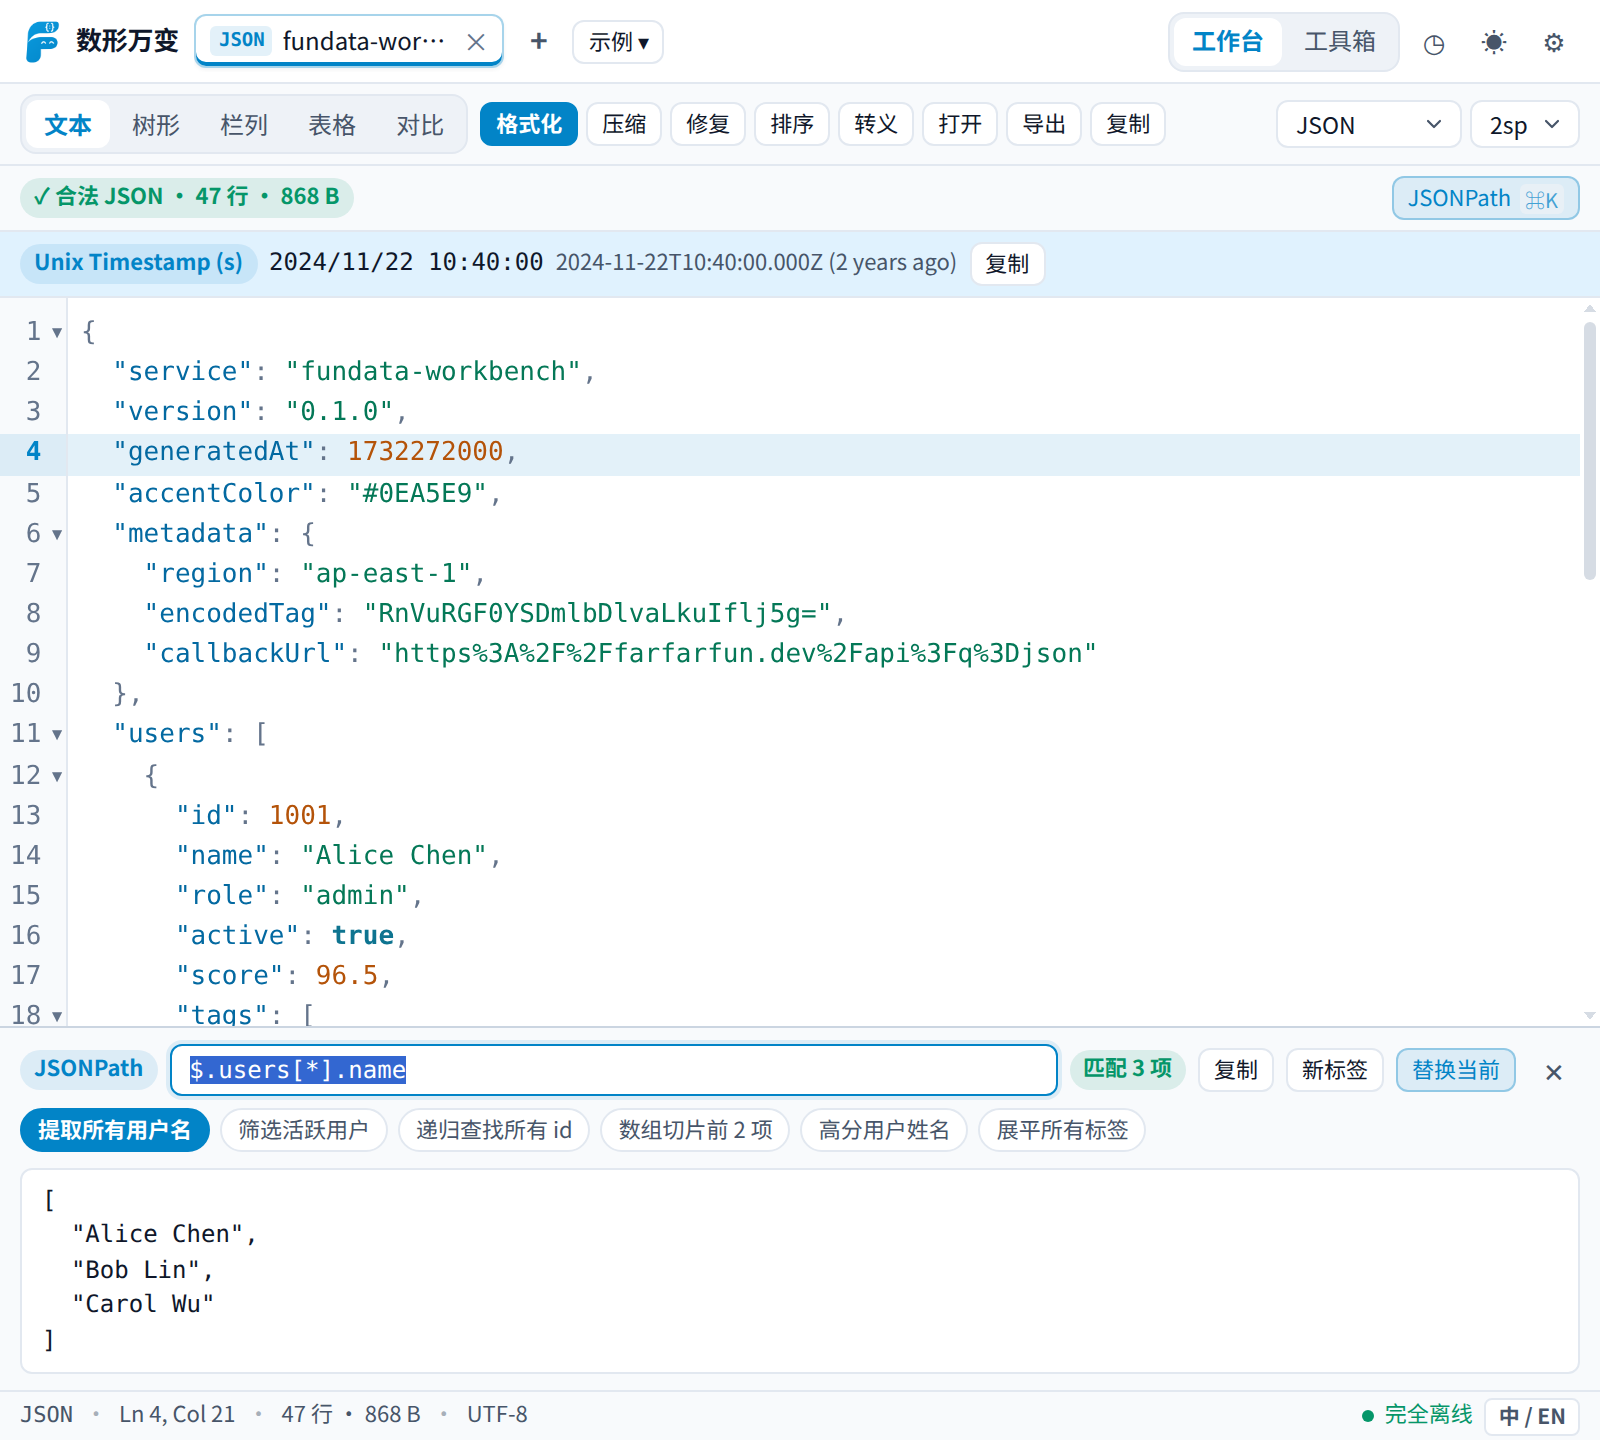 数形万变 JSON fundata-wor··· × + 示例 ▾ 工作台 工具箱
文本 树形 栏列 表格 对比 格式化 压缩 修复 排序 转义 打开 导出 复制 JSON 2sp
✓ 合法 JSON • 47 行 • 868 B JSONPath ⌘K
Unix Timestamp (s) 2024/11/22 10:40:00 2024-11-22T10:40:00.000Z (2 years ago) 复制
1 ▾ {
2 "service": "fundata-workbench",
3 "version": "0.1.0",
4 "generatedAt": 1732272000,
5 "accentColor": "#0EA5E9",
6 ▾ "metadata": {
7 "region": "ap-east-1",
8 "encodedTag": "RnVuRGF0YSDmlbDlvaLkuIflj5g=",
9 "callbackUrl": "https%3A%2F%2Ffarfarfun.dev%2Fapi%3Fq%3Djson"
10 },
11 ▾ "users": [
12 ▾ {
13 "id": 1001,
14 "name": "Alice Chen",
15 "role": "admin",
16 "active": true,
17 "score": 96.5,
18 ▾ "tags": [
JSONPath $.users[*].name 匹配 3 项 复制 新标签 替换当前 ×
提取所有用户名 筛选活跃用户 递归查找所有 id 数组切片前 2 项 高分用户姓名 展平所有标签
[
"Alice Chen",
"Bob Lin",
"Carol Wu"
]
JSON • Ln 4, Col 21 • 47 行 • 868 B • UTF-8 ● 完全离线 中 / EN